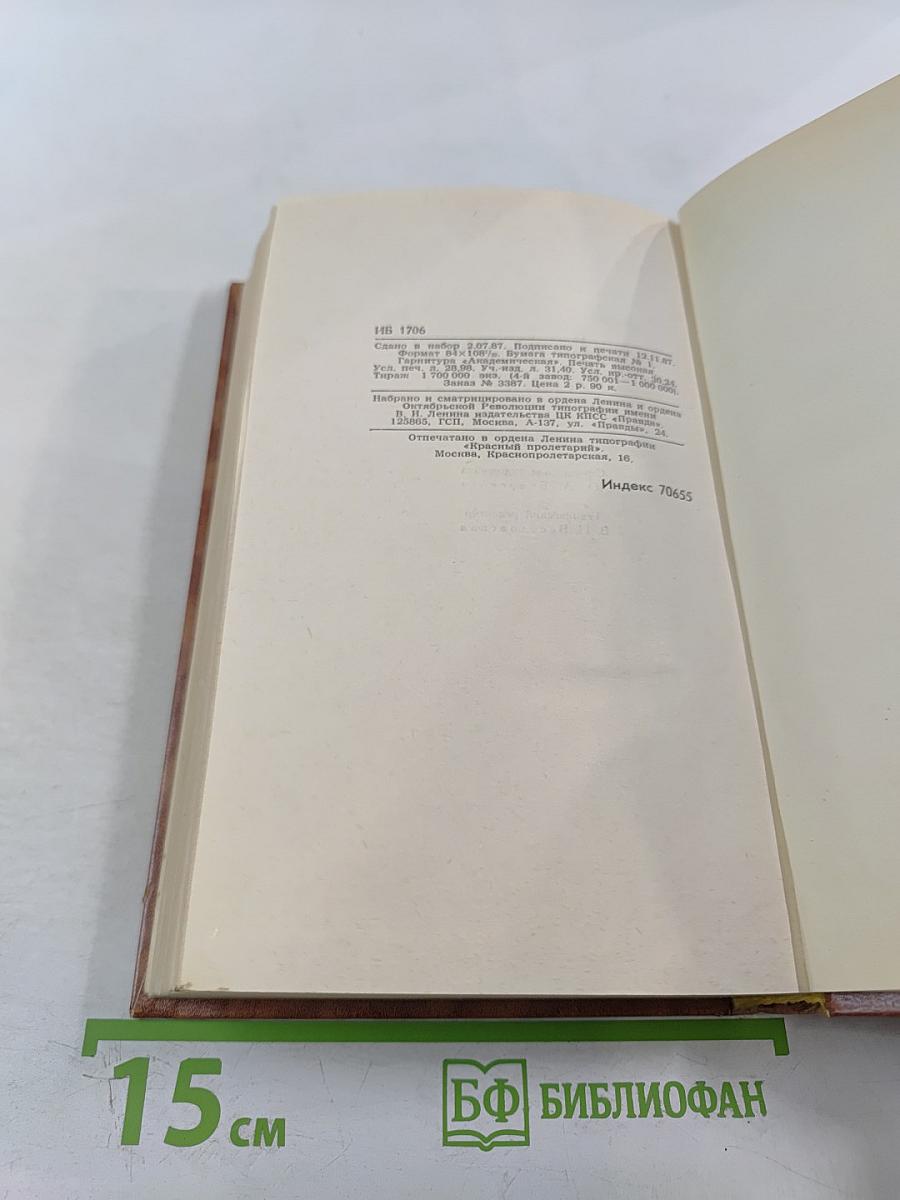 ИБ 1706
Сдано в набор 2.07.87. Подписано к печати 12.11.87.
Формат 84×108¹/₃₂. Бумага типографская № 1.
Гарнитура «Академическая». Печать высокая.
Усл. печ. л. 28,98. Уч.-изд. л. 31,40. Усл. кр.-отт. 30,24.
Тираж 1 700 000 экз. (4-й завод: 750 001—1 000 000).
Заказ № 3387. Цена 2 р. 90 к.
Набрано и сматрицировано в ордена Ленина и ордена
Октябрьской Революции типографии имени
В. И. Ленина издательства ЦК КПСС «Правда».
125865, ГСП, Москва, А-137, ул. «Правды», 24.
Отпечатано в ордена Ленина типографии
«Красный пролетарий».
Москва, Краснопролетарская, 16.
Индекс 70655
15 см
БФ БИБЛИОФАН